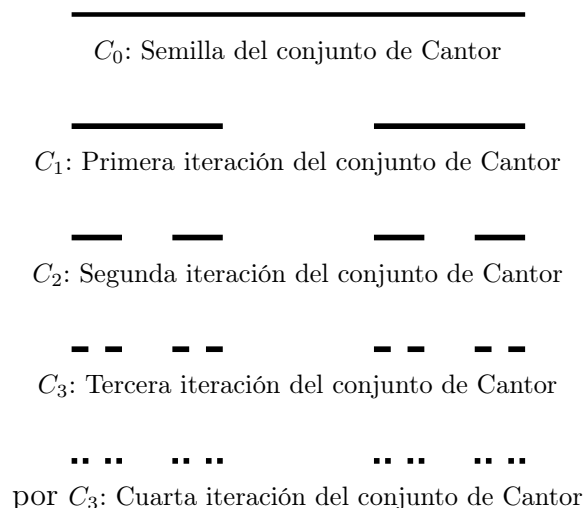 C₀: Semilla del conjunto de Cantor
C₁: Primera iteración del conjunto de Cantor
C₂: Segunda iteración del conjunto de Cantor
C₃: Tercera iteración del conjunto de Cantor
por C₃: Cuarta iteración del conjunto de Cantor